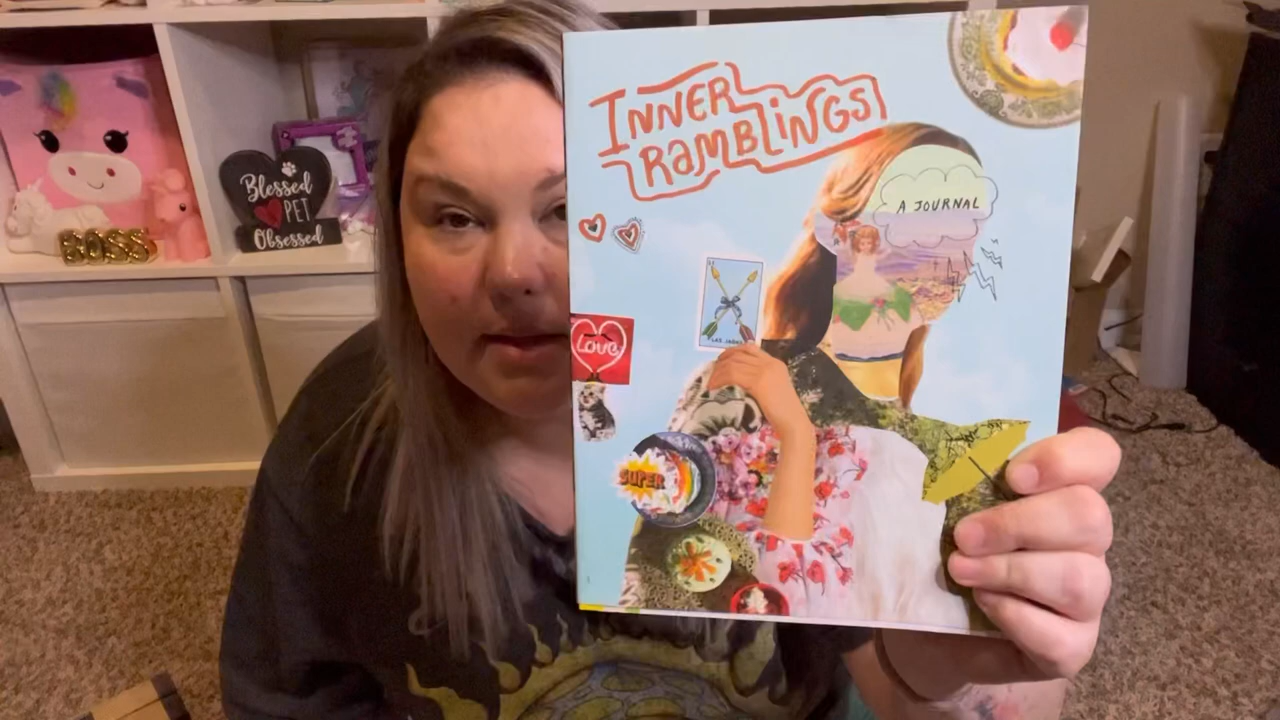 INNER
RAMBLINGS
A JOURNAL
LOVE
SUPER
Blessed
PET
Obsessed
BOSS